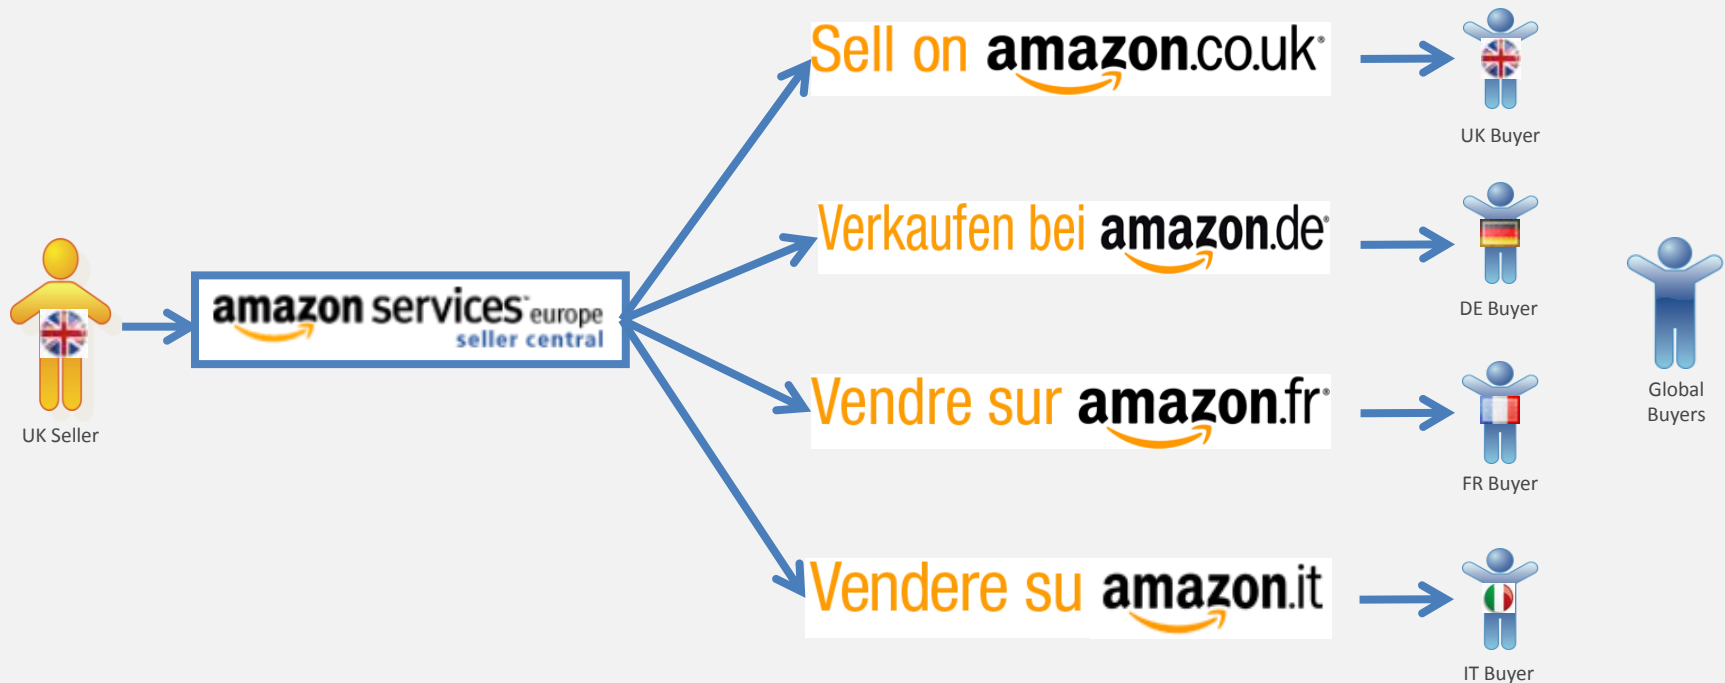 Sell on amazon.co.uk®
UK Buyer
Verkaufen bei amazon.de®
DE Buyer
UK Seller
amazon services™ europe
seller central
Vendre sur amazon.fr®
FR Buyer
Global
Buyers
Vendere su amazon.it
IT Buyer